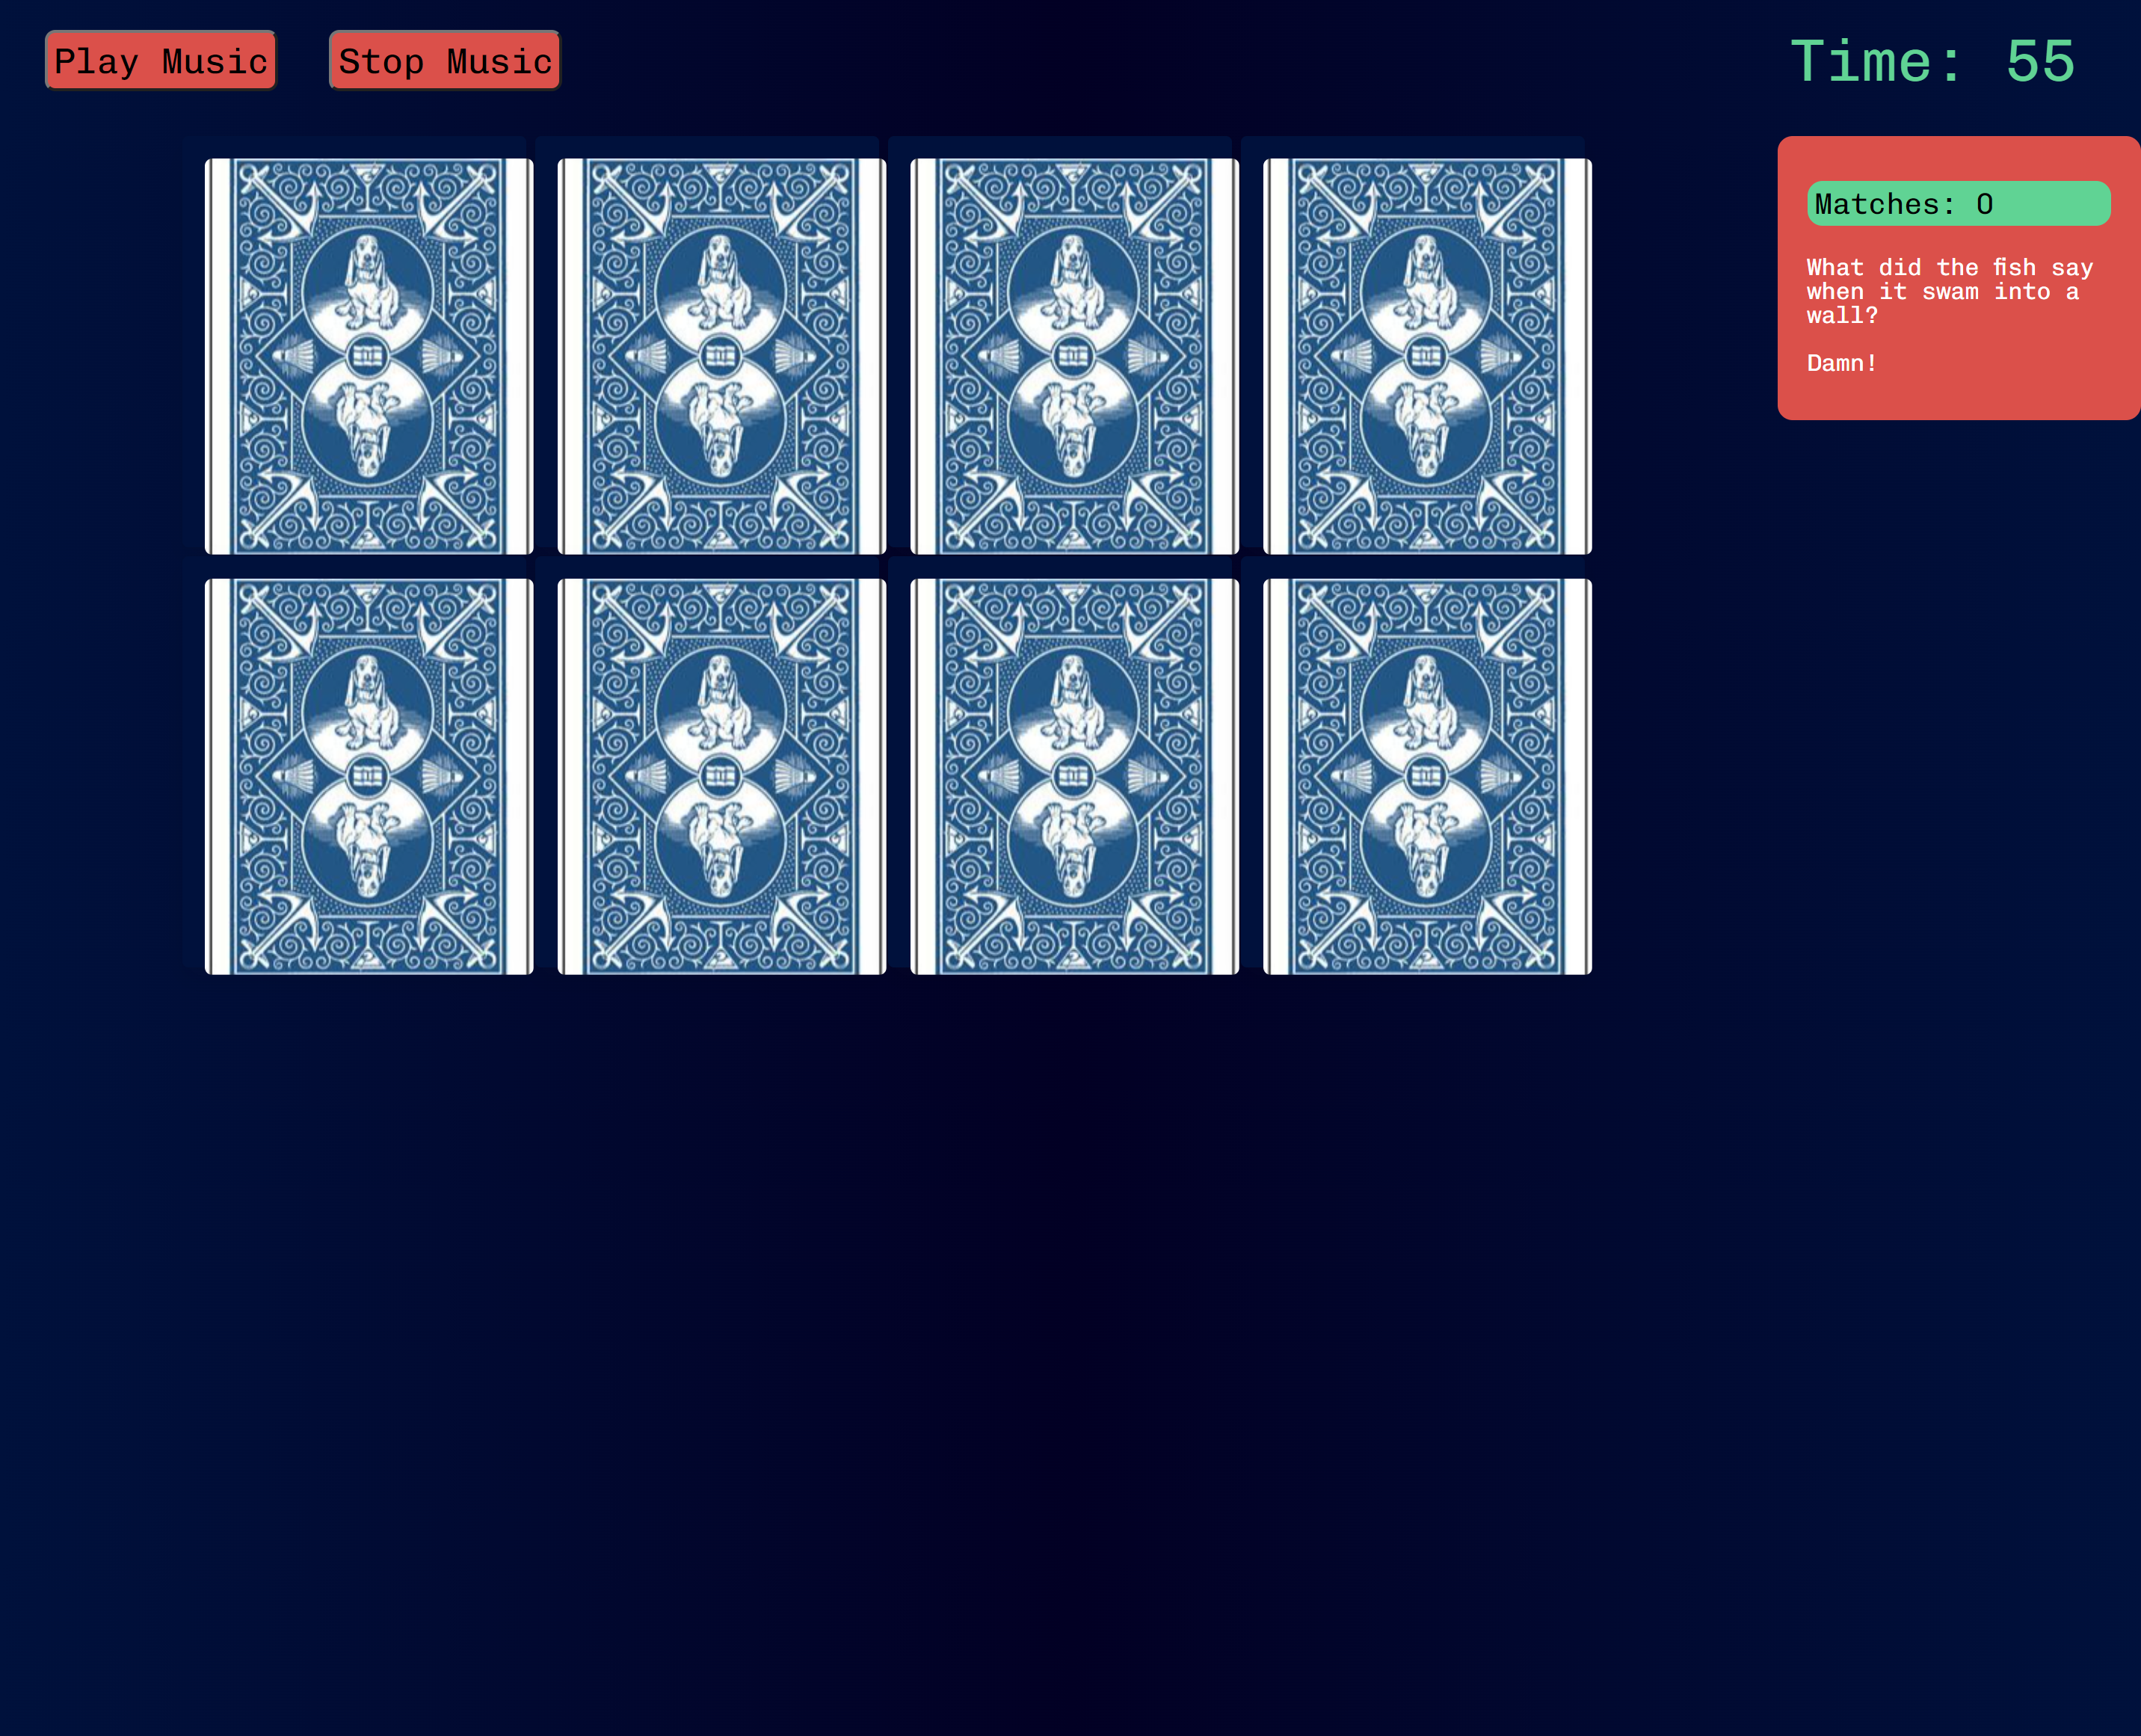 Play Music
Stop Music
Time: 55
Matches: 0
What did the fish say
when it swam into a
wall?
Damn!